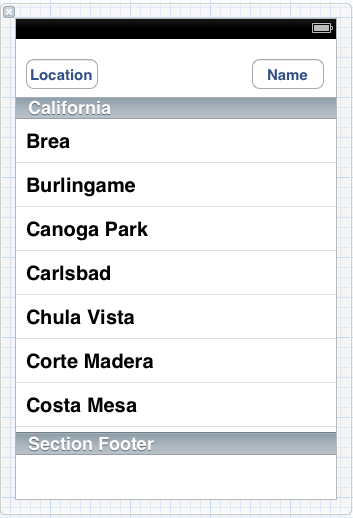 Location Name
California
Brea
Burlingame
Canoga Park
Carlsbad
Chula Vista
Corte Madera
Costa Mesa
Section Footer